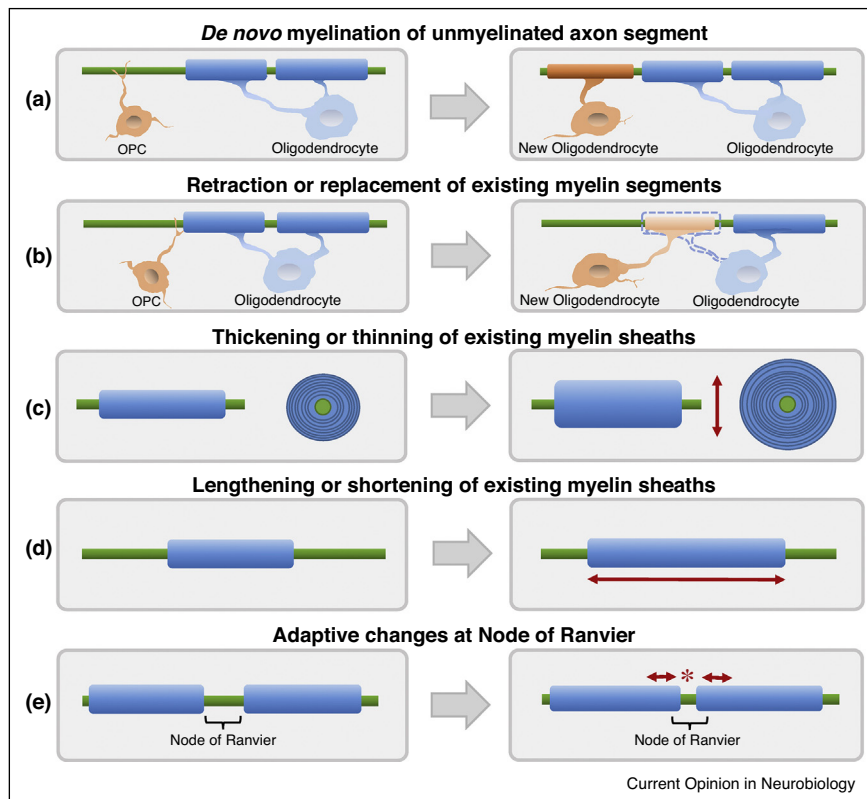 De novo myelination of unmyelinated axon segment
(a)
OPC
Oligodendrocyte
New Oligodendrocyte
Oligodendrocyte
Retraction or replacement of existing myelin segments
(b)
OPC
Oligodendrocyte
New Oligodendrocyte
Oligodendrocyte
Thickening or thinning of existing myelin sheaths
(c)
Lengthening or shortening of existing myelin sheaths
(d)
Adaptive changes at Node of Ranvier
(e)
Node of Ranvier
*
Node of Ranvier
Current Opinion in Neurobiology